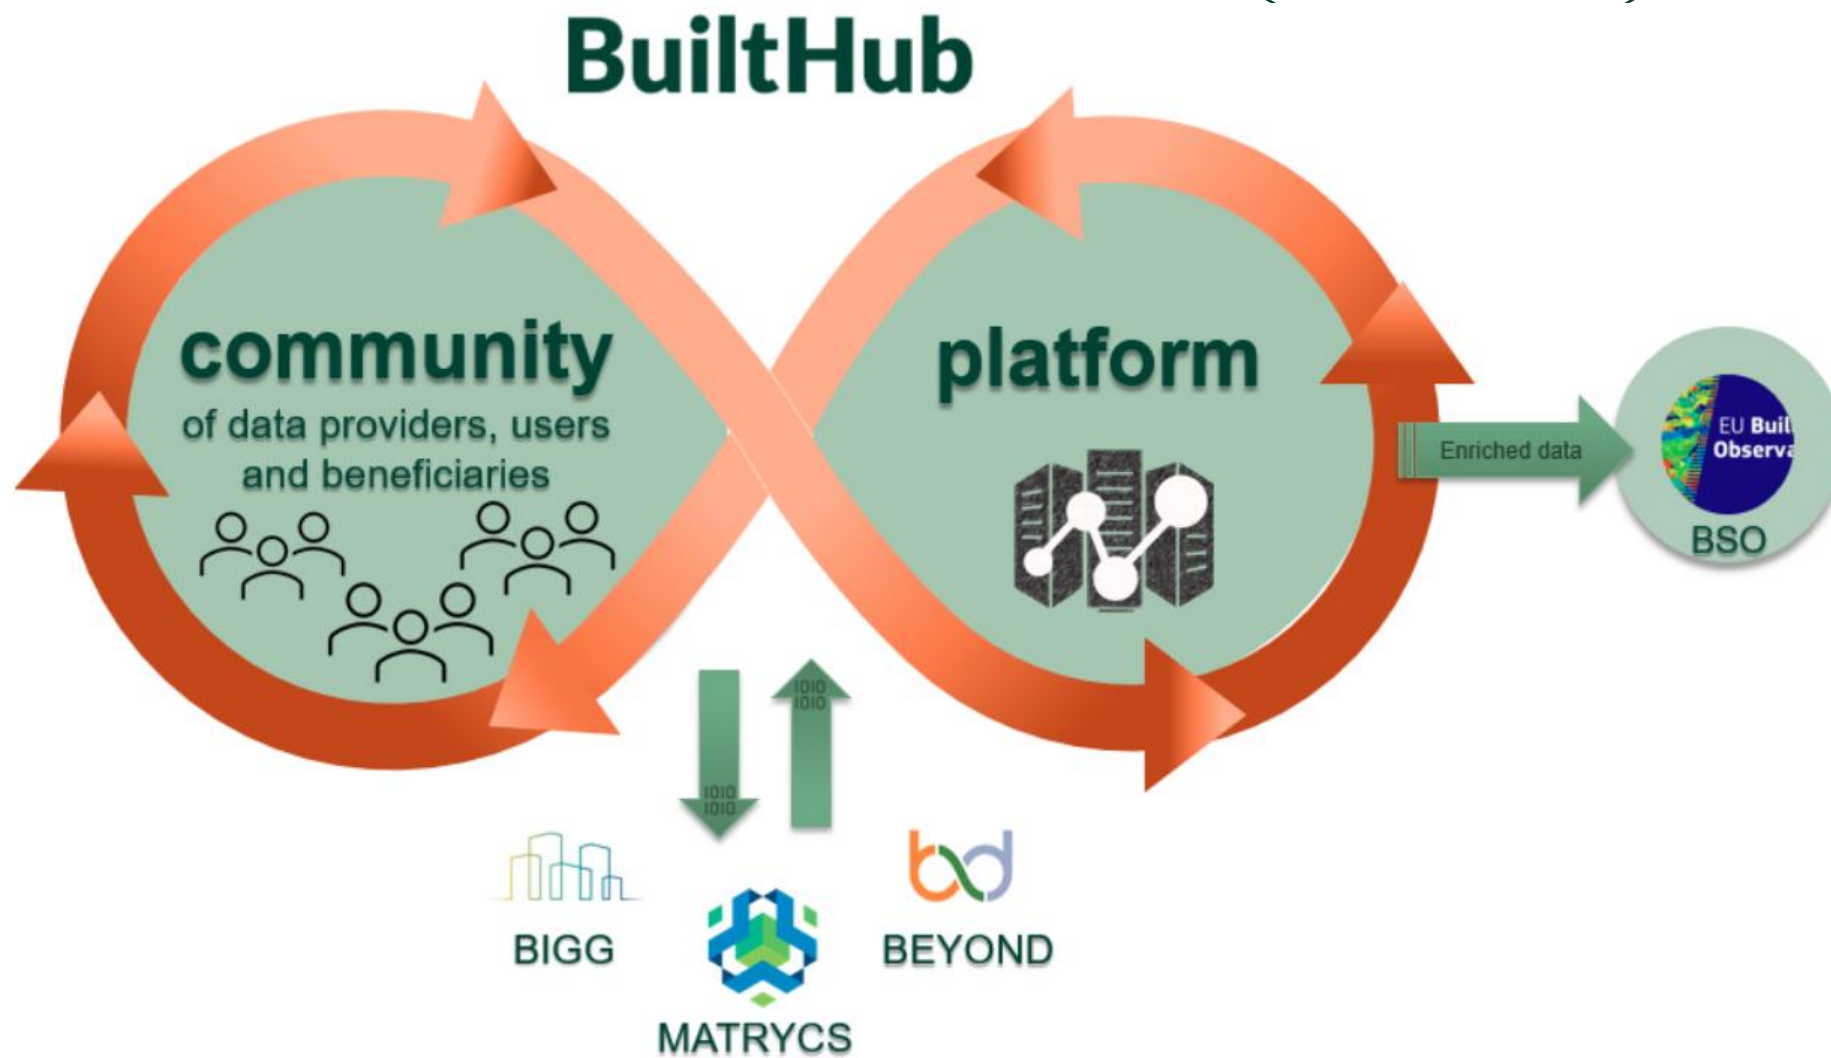 BuiltHub
community
of data providers, users
and beneficiaries
platform
Enriched data
EU Buil
Observa
BSO
1010
1010
1010
1010
BIGG
BEYOND
MATRYCS